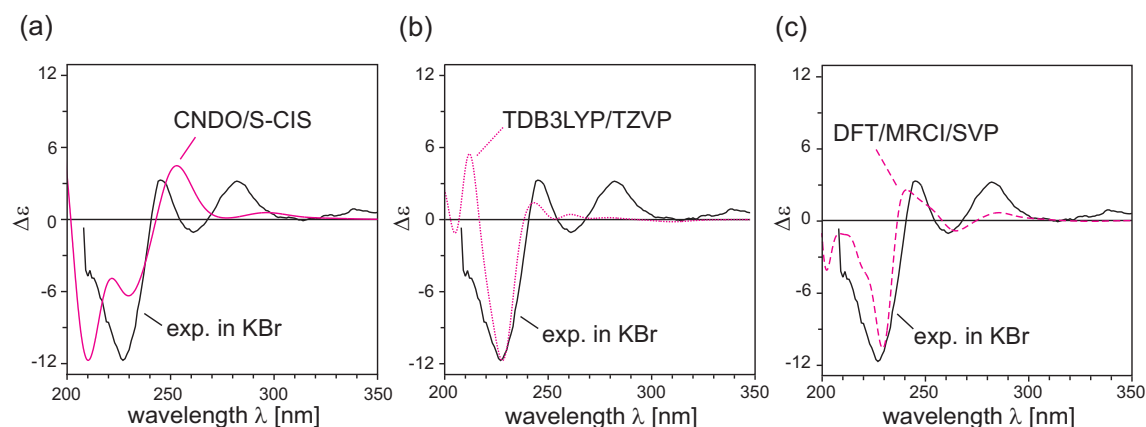 (a)
12
6
0
-6
-12
Δε
CNDO/S-CIS
exp. in KBr
200 250 300 350
wavelength λ [nm]
(b)
12
6
0
-6
-12
Δε
TDB3LYP/TZVP
exp. in KBr
200 250 300 350
wavelength λ [nm]
(c)
12
6
0
-6
-12
Δε
DFT/MRCI/SVP
exp. in KBr
200 250 300 350
wavelength λ [nm]